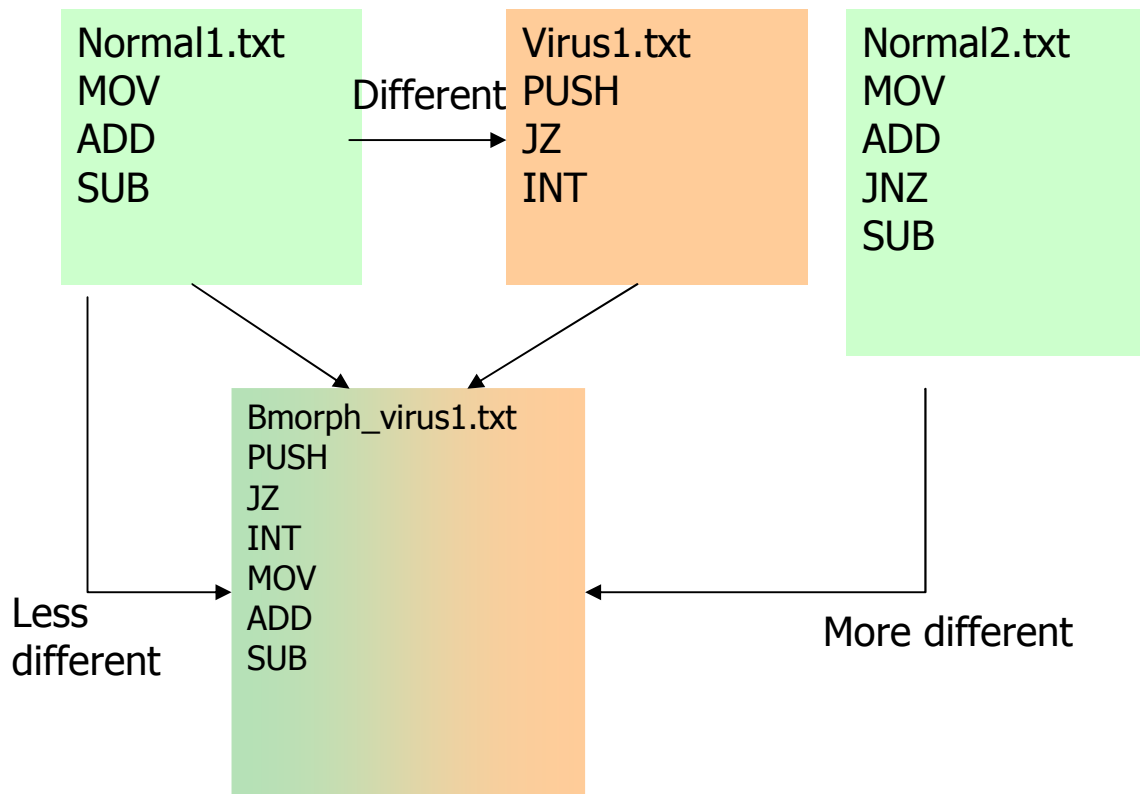 Normal1.txt
MOV
ADD
SUB
Different
Virus1.txt
PUSH
JZ
INT
Normal2.txt
MOV
ADD
JNZ
SUB
Bmorph_virus1.txt
PUSH
JZ
INT
MOV
ADD
SUB
Less
different
More different